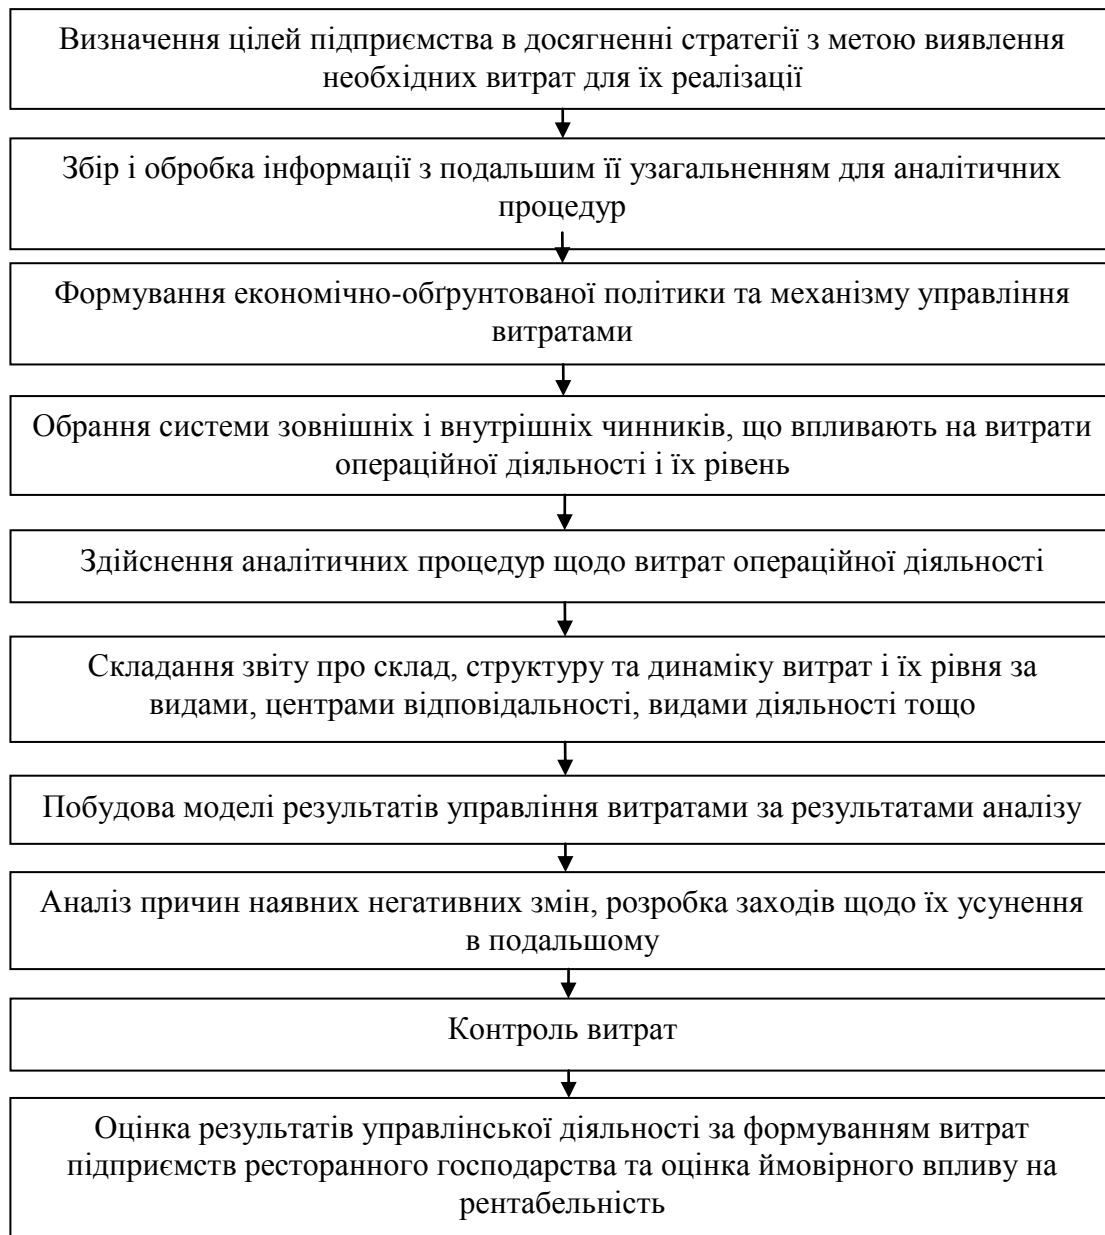 Визначення цілей підприємства в досягненні стратегії з метою виявлення
необхідних витрат для їх реалізації
Збір і обробка інформації з подальшим її узагальненням для аналітичних
процедур
Формування економічно-обґрунтованої політики та механізму управління
витратами
Обрання системи зовнішніх і внутрішніх чинників, що впливають на витрати
операційної діяльності і їх рівень
Здійснення аналітичних процедур щодо витрат операційної діяльності
Складання звіту про склад, структуру та динаміку витрат і їх рівня за
видами, центрами відповідальності, видами діяльності тощо
Побудова моделі результатів управління витратами за результатами аналізу
Аналіз причин наявних негативних змін, розробка заходів щодо їх усунення
в подальшому
Контроль витрат
Оцінка результатів управлінської діяльності за формуванням витрат
підприємств ресторанного господарства та оцінка ймовірного впливу на
рентабельність